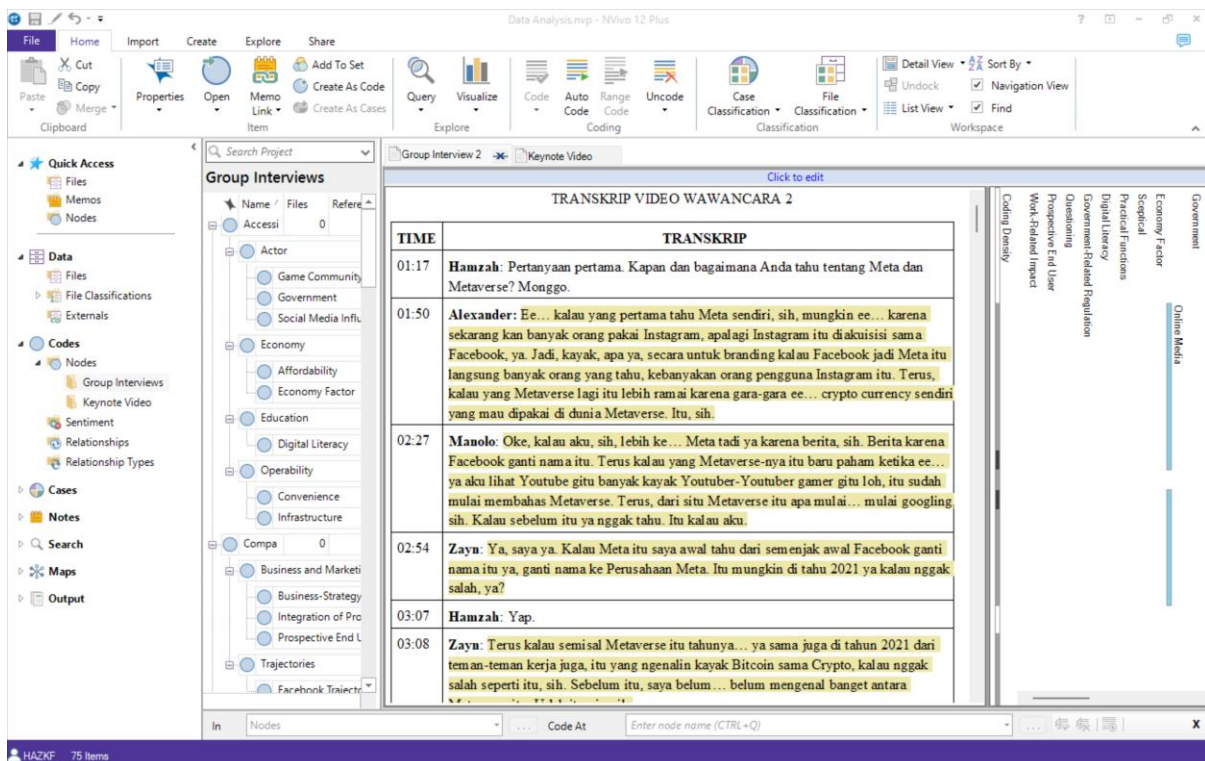 Data Analysis.nvp - NVivo 12 Plus
File Home Import Create Explore Share
Paste
Cut
Copy
Merge
Clipboard
Properties
Open
Memo Link
Add To Set
Create As Code
Create As Cases
Item
Query
Visualize
Explore
Code
Auto Code
Range Code
Uncode
Coding
Case Classification
File Classification
Classification
Detail View
Undock
List View
Sort By
Navigation View
Find
Workspace
Quick Access
Files
Memos
Nodes
Data
Files
File Classifications
Externals
Codes
Nodes
Group Interviews
Keynote Video
Sentiment
Relationships
Relationship Types
Cases
Notes
Search
Maps
Output
Search Project
Group Interviews
Name / Files Refere
Accessi 0
Actor
Game Community
Government
Social Media Influ
Economy
Affordability
Economy Factor
Education
Digital Literacy
Operability
Convenience
Infrastructure
Compa 0
Business and Marketi
Business-Strategy
Integration of Pro
Prospective End U
Trajectories
Facebook Traject
Group Interview 2
Keynote Video
Click to edit
TRANSKRIP VIDEO WAWANCARA 2
TIME TRANSKRIP
01:17 Hamzah: Pertanyaan pertama. Kapan dan bagaimana Anda tahu tentang Meta dan
Metaverse? Monggo.
01:50 Alexander: Ee… kalau yang pertama tahu Meta sendiri, sih, mungkin ee… karena
sekarang kan banyak orang pakai Instagram, apalagi Instagram itu diakuisisi sama
Facebook, ya. Jadi, kayak, apa ya, secara untuk branding kalau Facebook jadi Meta itu
langsung banyak orang yang tahu, kebanyakan orang pengguna Instagram itu. Terus,
kalau yang Metaverse lagi itu lebih ramai karena gara-gara ee… crypto currency sendiri
yang mau dipakai di dunia Metaverse. Itu, sih.
02:27 Manolo: Oke, kalau aku, sih, lebih ke… Meta tadi ya karena berita, sih. Berita karena
Facebook ganti nama itu. Terus kalau yang Metaverse-nya itu baru paham ketika ee…
ya aku lihat Youtube gitu banyak kayak Youtuber-Youtuber gamer gitu loh, itu sudah
mulai membahas Metaverse. Terus, dari situ Metaverse itu apa mulai… mulai googling
sih. Kalau sebelum itu ya nggak tahu. Itu kalau aku.
02:54 Zayn: Ya, saya ya. Kalau Meta itu saya awal tahu dari semenjak awal Facebook ganti
nama itu ya, ganti nama ke Perusahaan Meta. Itu mungkin di tahu 2021 ya kalau nggak
salah, ya?
03:07 Hamzah: Yap.
03:08 Zayn: Terus kalau semisal Metaverse itu tahunya… ya sama juga di tahun 2021 dari
teman-teman kerja juga, itu yang ngenalin kayak Bitcoin sama Crypto, kalau nggak
salah seperti itu, sih. Sebelum itu, saya belum… belum mengenal banget antara
Coding Density
Work-Related Impact
Prospective End User
Questioning
Government-Related Regulation
Digital Literacy
Practical Functions
Sceptical
Economy Factor
Online Media
Government
In Nodes ... Code At Enter node name (CTRL+Q) ... X
HAZKF 75 Items